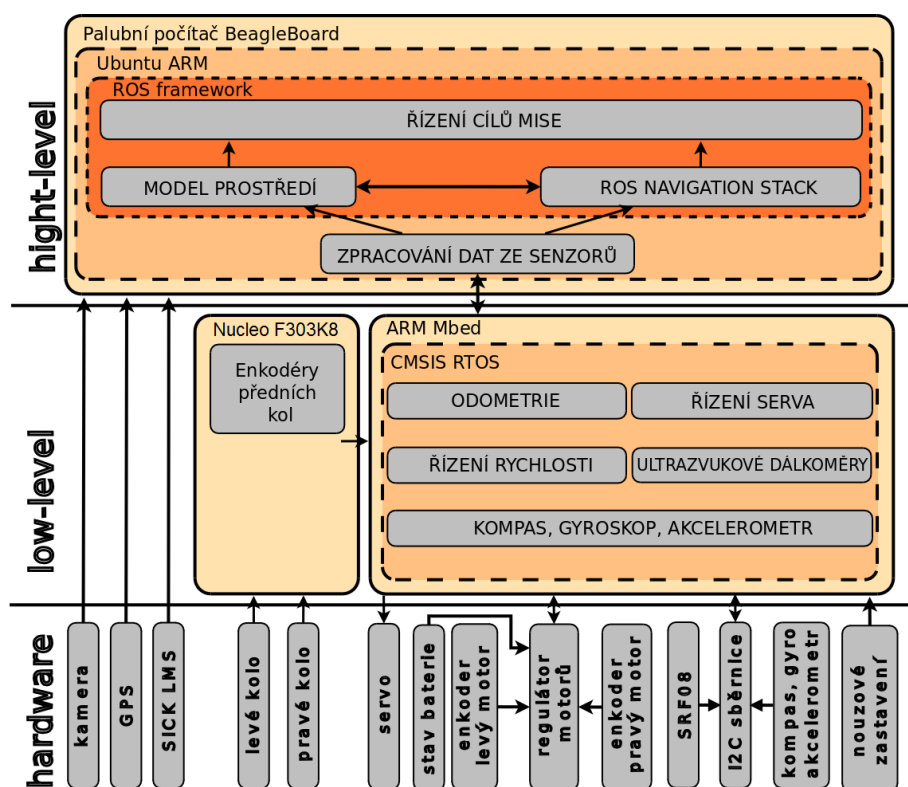 Palubní počítač BeagleBoard
Ubuntu ARM
ROS framework
ŘÍZENÍ CÍLŮ MISE
MODEL PROSTŘEDÍ
ROS NAVIGATION STACK
ZPRACOVÁNÍ DAT ZE SENZORŮ
hight-level
Nucleo F303K8
Enkodéry
předních
kol
ARM Mbed
CMSIS RTOS
ODOMETRIE
ŘÍZENÍ SERVA
ŘÍZENÍ RYCHLOSTI
ULTRAZVUKOVÉ DÁLKOMĚRY
KOMPAS, GYROSKOP, AKCELEROMETR
low-level
hardware
kamera
GPS
SICK LMS
levé kolo
pravé kolo
servo
stav baterie
enkoder
levý motor
regulátor
motorů
enkoder
pravý motor
SRF08
I2C sběrnice
kompas, gyro
akcelerometr
nouzové
zastavení